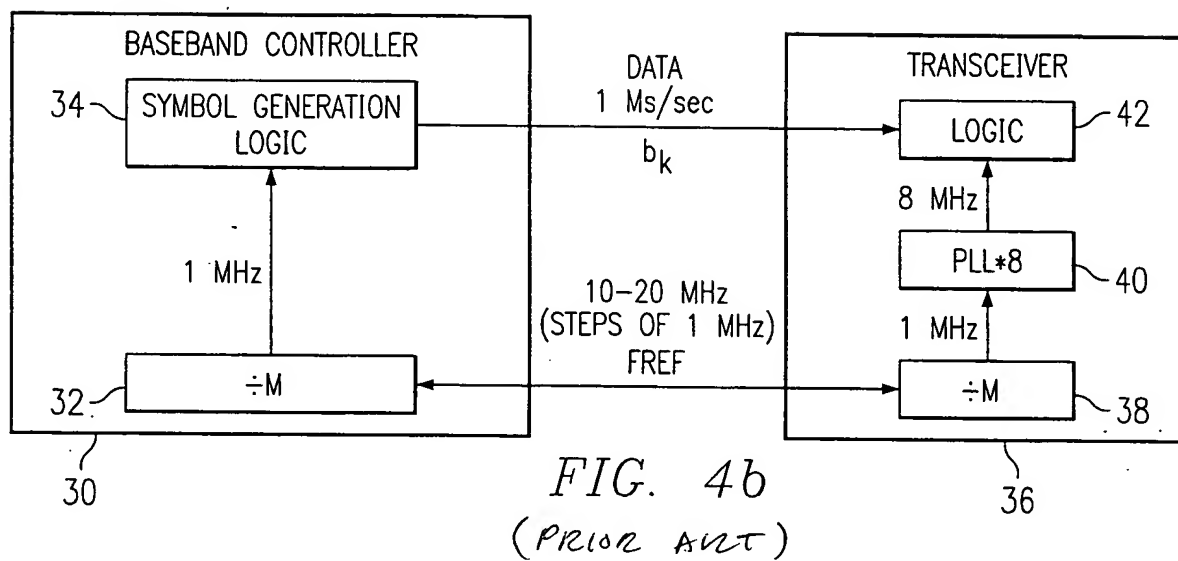 BASEBAND CONTROLLER
34
SYMBOL GENERATION
LOGIC
1 MHz
÷M
32
30
DATA
1 Ms/sec
bk
10-20 MHz
(STEPS OF 1 MHz)
FREF
TRANSCEIVER
LOGIC
42
8 MHz
PLL*8
40
1 MHz
÷M
38
36
FIG. 4b
(PRIOR ART)